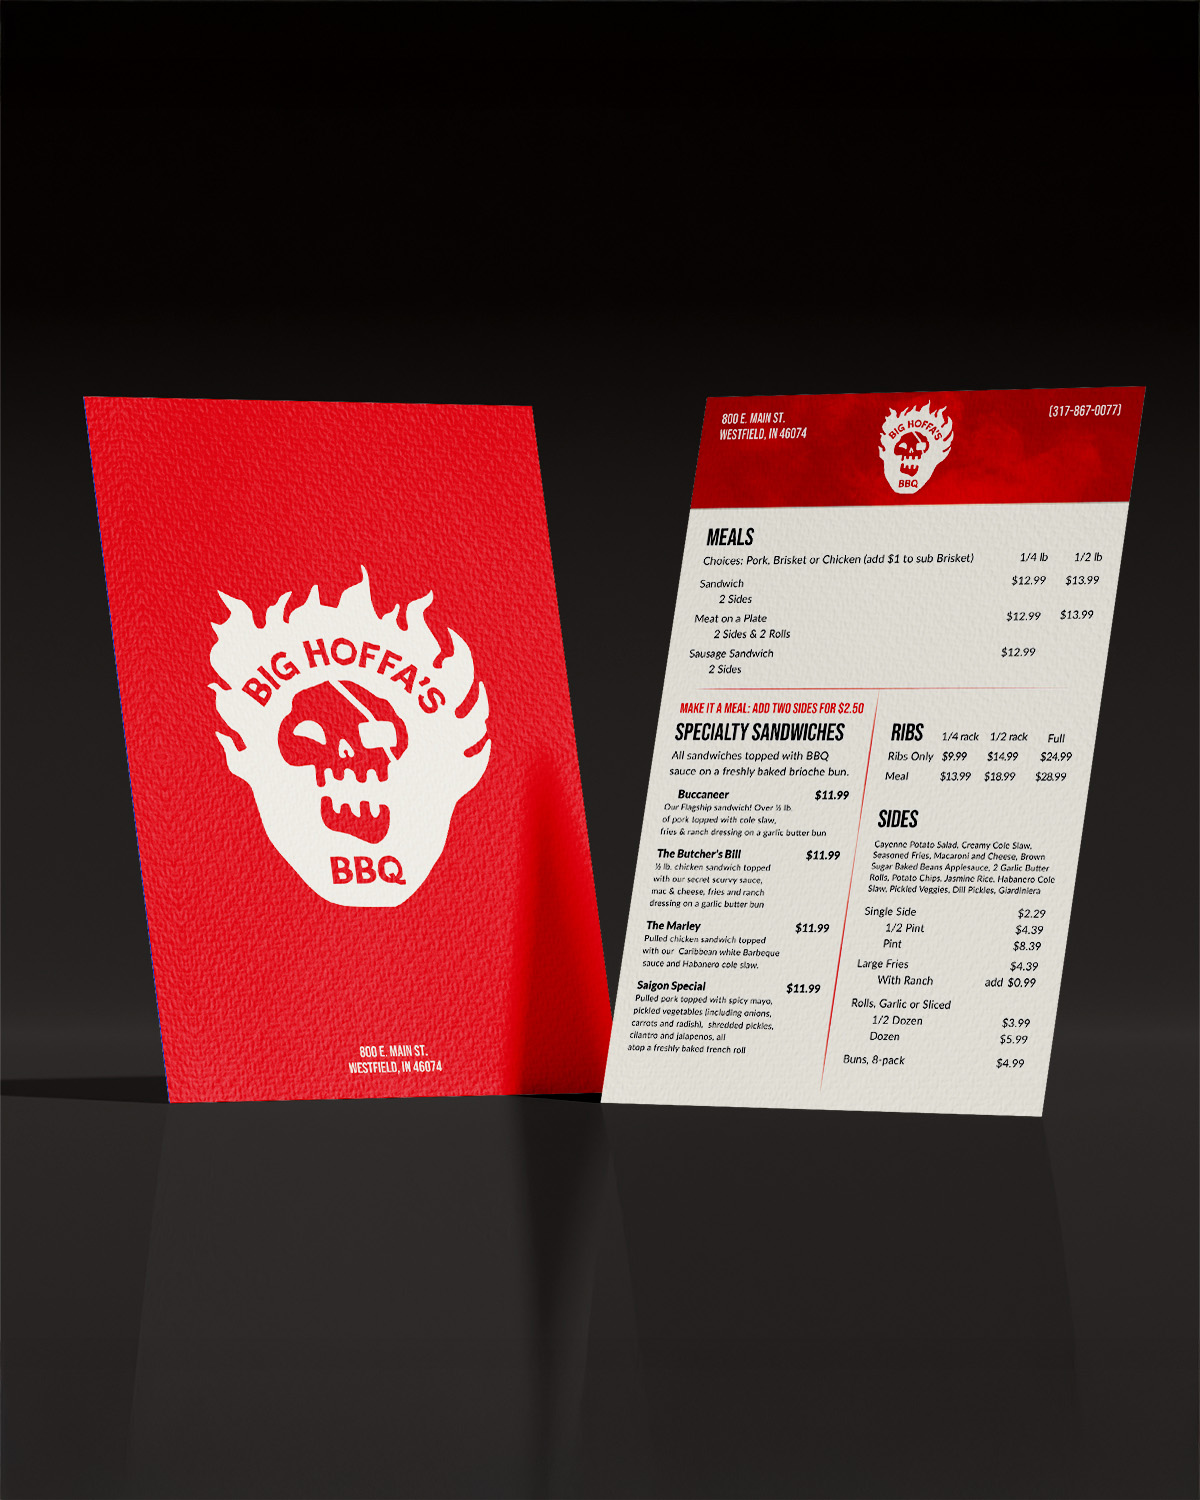 BIG HOFFA'S
BBQ
800 E. MAIN ST.
WESTFIELD, IN 46074
800 E. MAIN ST.
WESTFIELD, IN 46074
BIG HOFFA'S
BBQ
(317-867-0077)
MEALS
Choices: Pork, Brisket or Chicken (add $1 to sub Brisket) 1/4 lb 1/2 lb
Sandwich $12.99 $13.99
2 Sides
Meat on a Plate $12.99 $13.99
2 Sides & 2 Rolls
Sausage Sandwich $12.99
2 Sides
MAKE IT A MEAL: ADD TWO SIDES FOR $2.50
SPECIALTY SANDWICHES
All sandwiches topped with BBQ
sauce on a freshly baked brioche bun.
Buccaneer $11.99
Our Flagship sandwich! Over ½ lb.
of pork topped with cole slaw,
fries & ranch dressing on a garlic butter bun
The Butcher's Bill $11.99
½ lb. chicken sandwich topped
with our secret scurvy sauce,
mac & cheese, fries and ranch
dressing on a garlic butter bun
The Marley $11.99
Pulled chicken sandwich topped
with our Caribbean white Barbeque
sauce and Habanero cole slaw.
Saigon Special $11.99
Pulled pork topped with spicy mayo,
pickled vegetables (including onions,
carrots and radish), shredded pickles,
cilantro and jalapenos, all
atop a freshly baked french roll
RIBS 1/4 rack 1/2 rack Full
Ribs Only $9.99 $14.99 $24.99
Meal $13.99 $18.99 $28.99
SIDES
Cayenne Potato Salad, Creamy Cole Slaw,
Seasoned Fries, Macaroni and Cheese, Brown
Sugar Baked Beans Applesauce, 2 Garlic Butter
Rolls, Potato Chips, Jasmine Rice, Habanero Cole
Slaw, Pickled Veggies, Dill Pickles, Giardiniera
Single Side $2.29
1/2 Pint $4.39
Pint $8.39
Large Fries $4.39
With Ranch add $0.99
Rolls, Garlic or Sliced
1/2 Dozen $3.99
Dozen $5.99
Buns, 8-pack $4.99